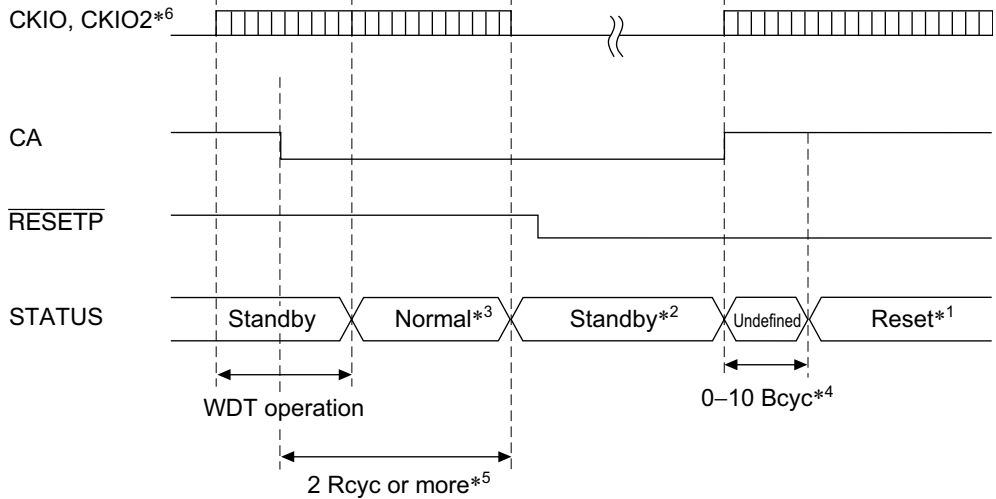 CKIO, CKIO2*6
CA
RESETP
STATUS
Standby
Normal*3
Standby*2
Undefined
Reset*1
WDT operation
0–10 Bcyc*4
2 Rcyc or more*5